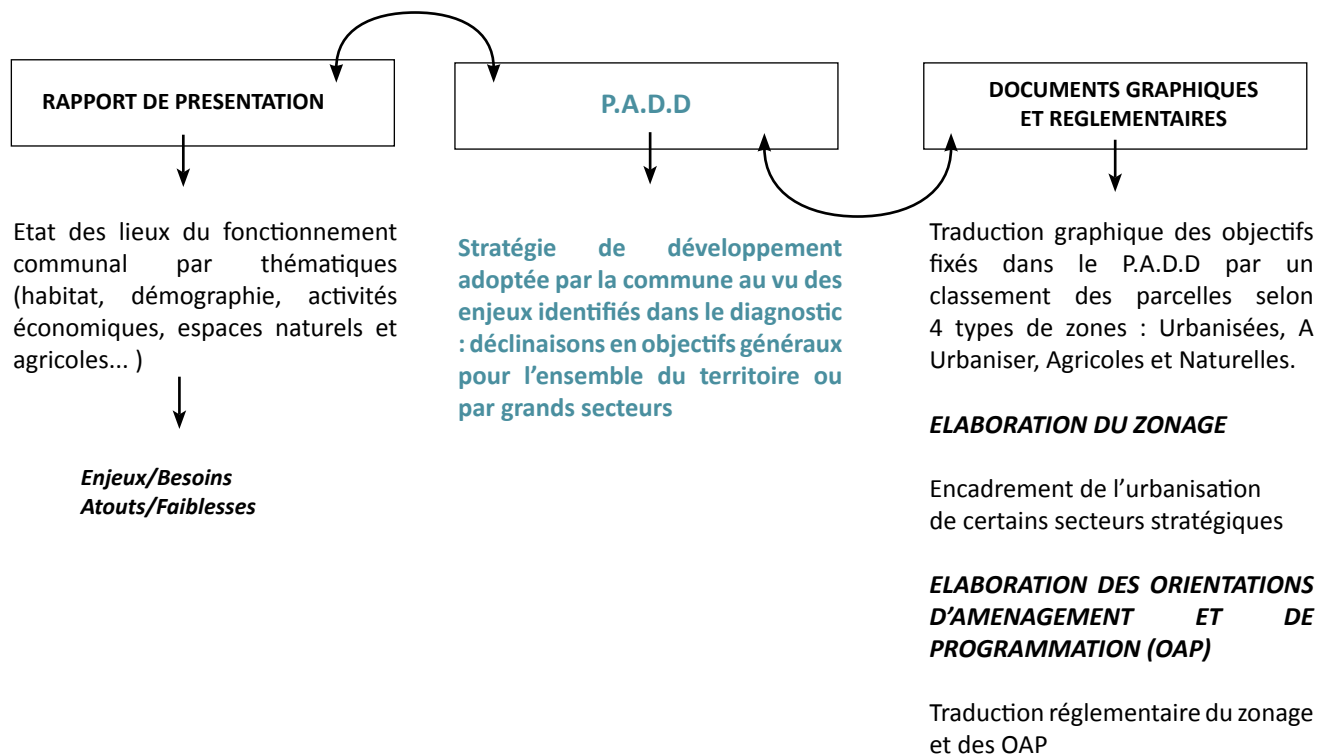 RAPPORT DE PRESENTATION
Etat des lieux du fonctionnement
communal par thématiques
(habitat, démographie, activités
économiques, espaces naturels et
agricoles... )
Enjeux/Besoins
Atouts/Faiblesses
P.A.D.D
Stratégie de développement
adoptée par la commune au vu des
enjeux identifiés dans le diagnostic
: déclinaisons en objectifs généraux
pour l'ensemble du territoire ou
par grands secteurs
DOCUMENTS GRAPHIQUES
ET REGLEMENTAIRES
Traduction graphique des objectifs
fixés dans le P.A.D.D par un
classement des parcelles selon
4 types de zones : Urbanisées, A
Urbaniser, Agricoles et Naturelles.
ELABORATION DU ZONAGE
Encadrement de l'urbanisation
de certains secteurs stratégiques
ELABORATION DES ORIENTATIONS
D'AMENAGEMENT ET DE
PROGRAMMATION (OAP)
Traduction réglementaire du zonage
et des OAP